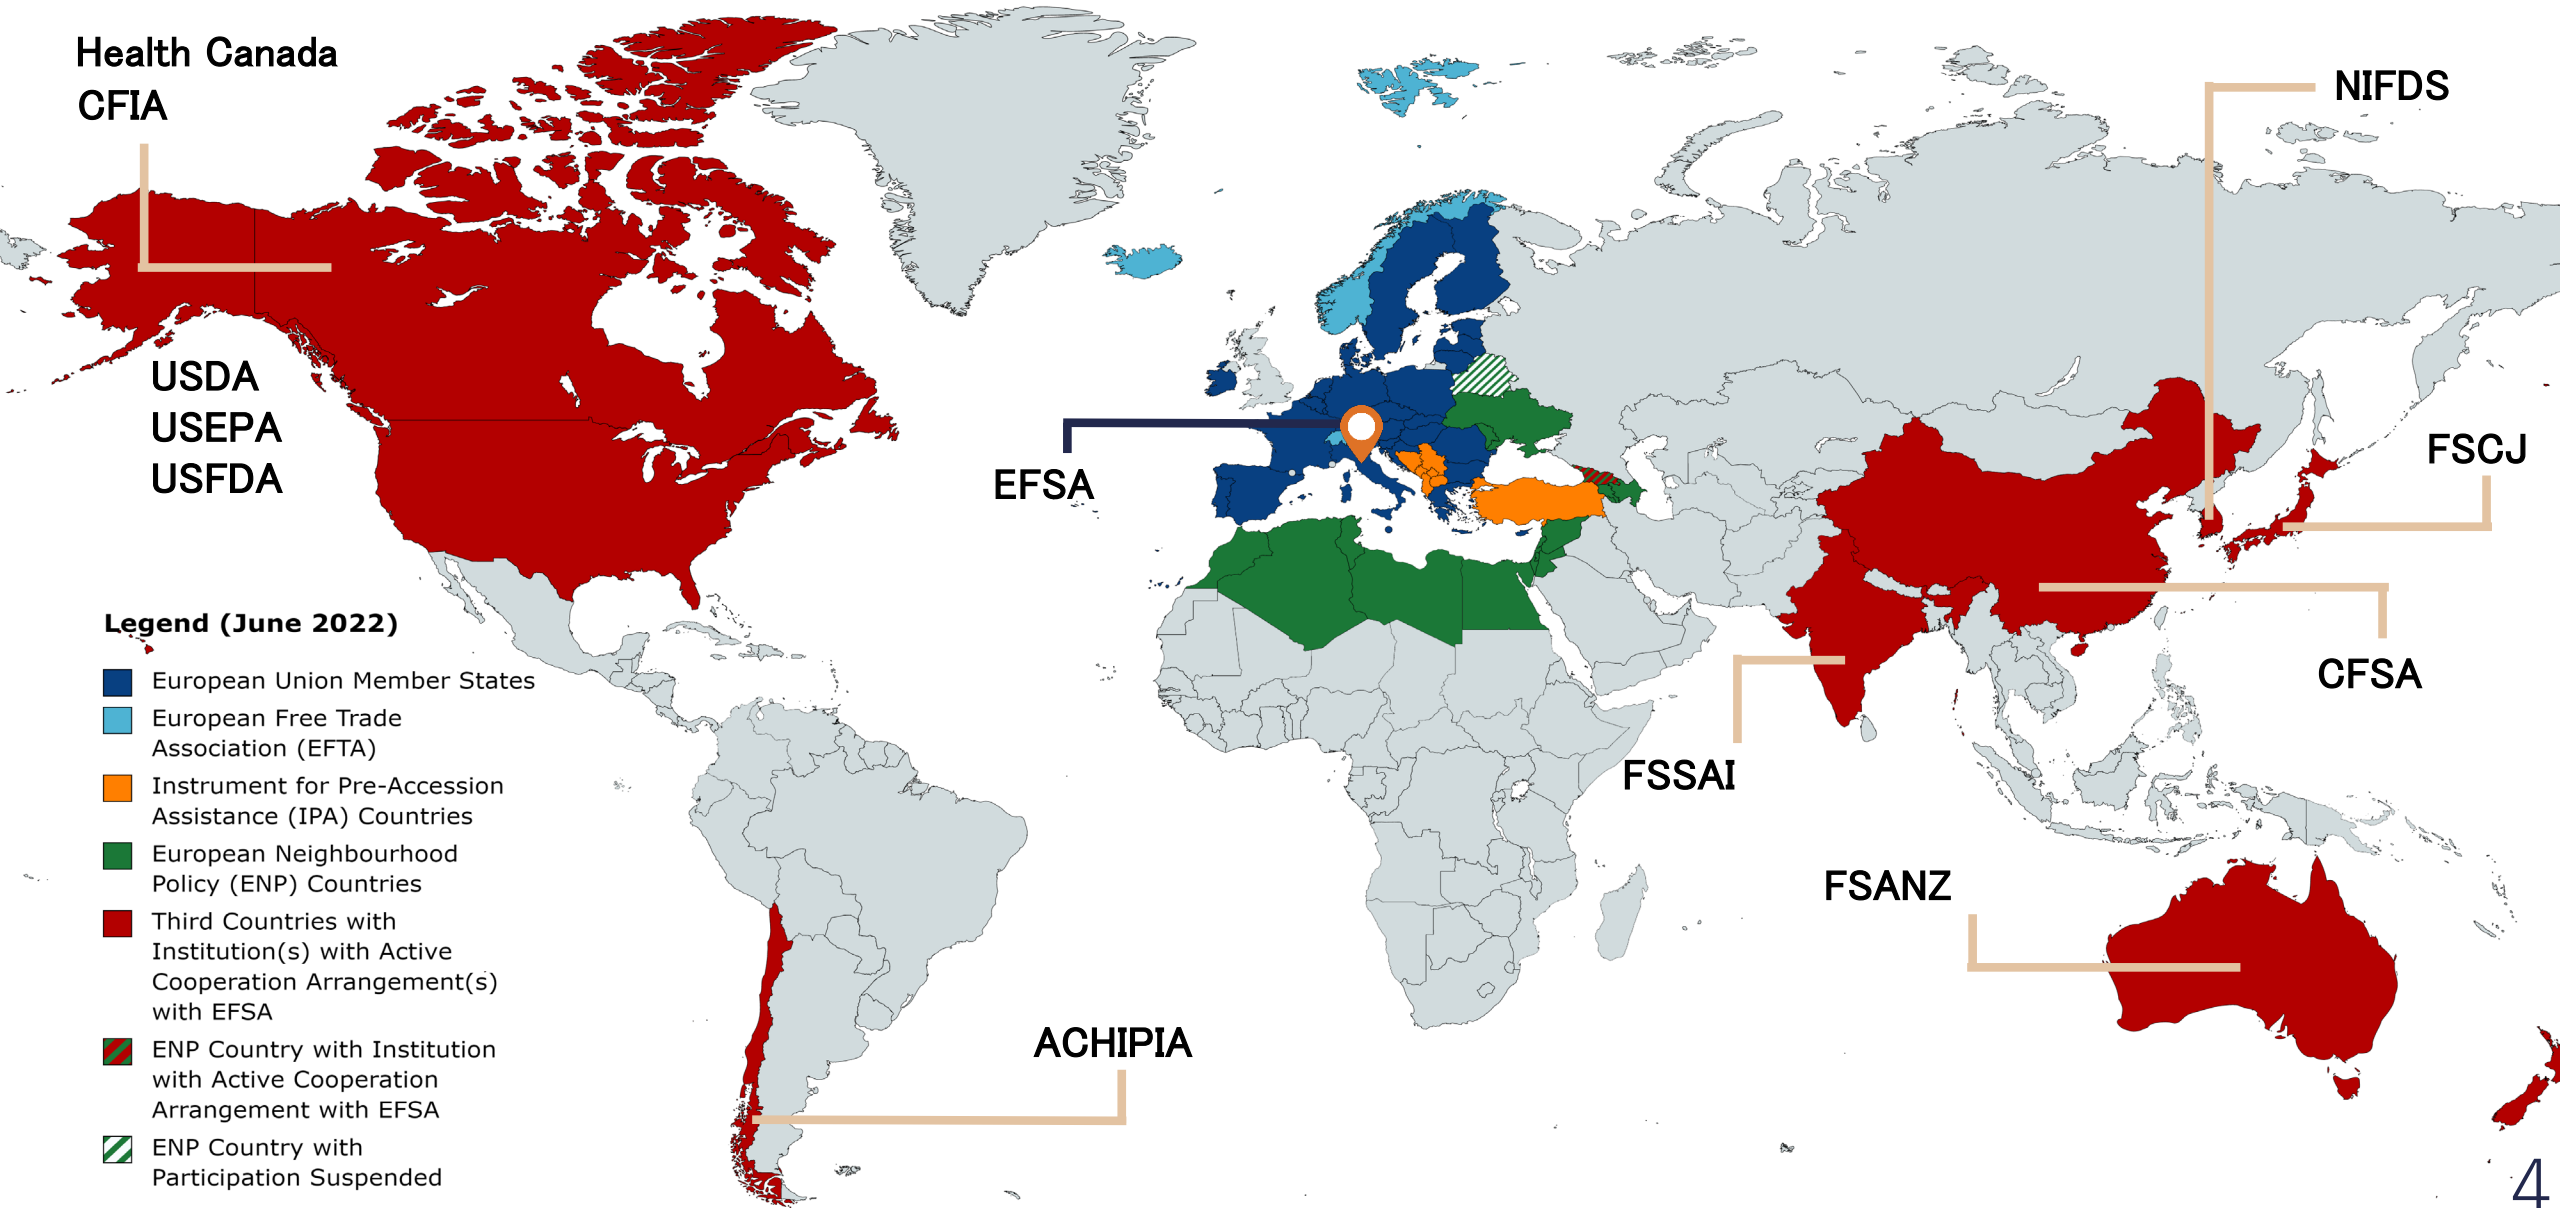 Health Canada
CFIA
USDA
USEPA
USFDA
EFSA
NIFDS
FSCJ
CFSA
FSSAI
FSANZ
ACHIPIA
Legend (June 2022)
European Union Member States
European Free Trade
Association (EFTA)
Instrument for Pre-Accession
Assistance (IPA) Countries
European Neighbourhood
Policy (ENP) Countries
Third Countries with
Institution(s) with Active
Cooperation Arrangement(s)
with EFSA
ENP Country with Institution
with Active Cooperation
Arrangement with EFSA
ENP Country with
Participation Suspended
4